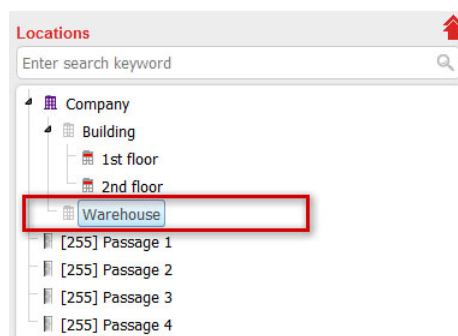 Locations
Enter search keyword
Company
Building
1st floor
2nd floor
Warehouse
[255] Passage 1
[255] Passage 2
[255] Passage 3
[255] Passage 4